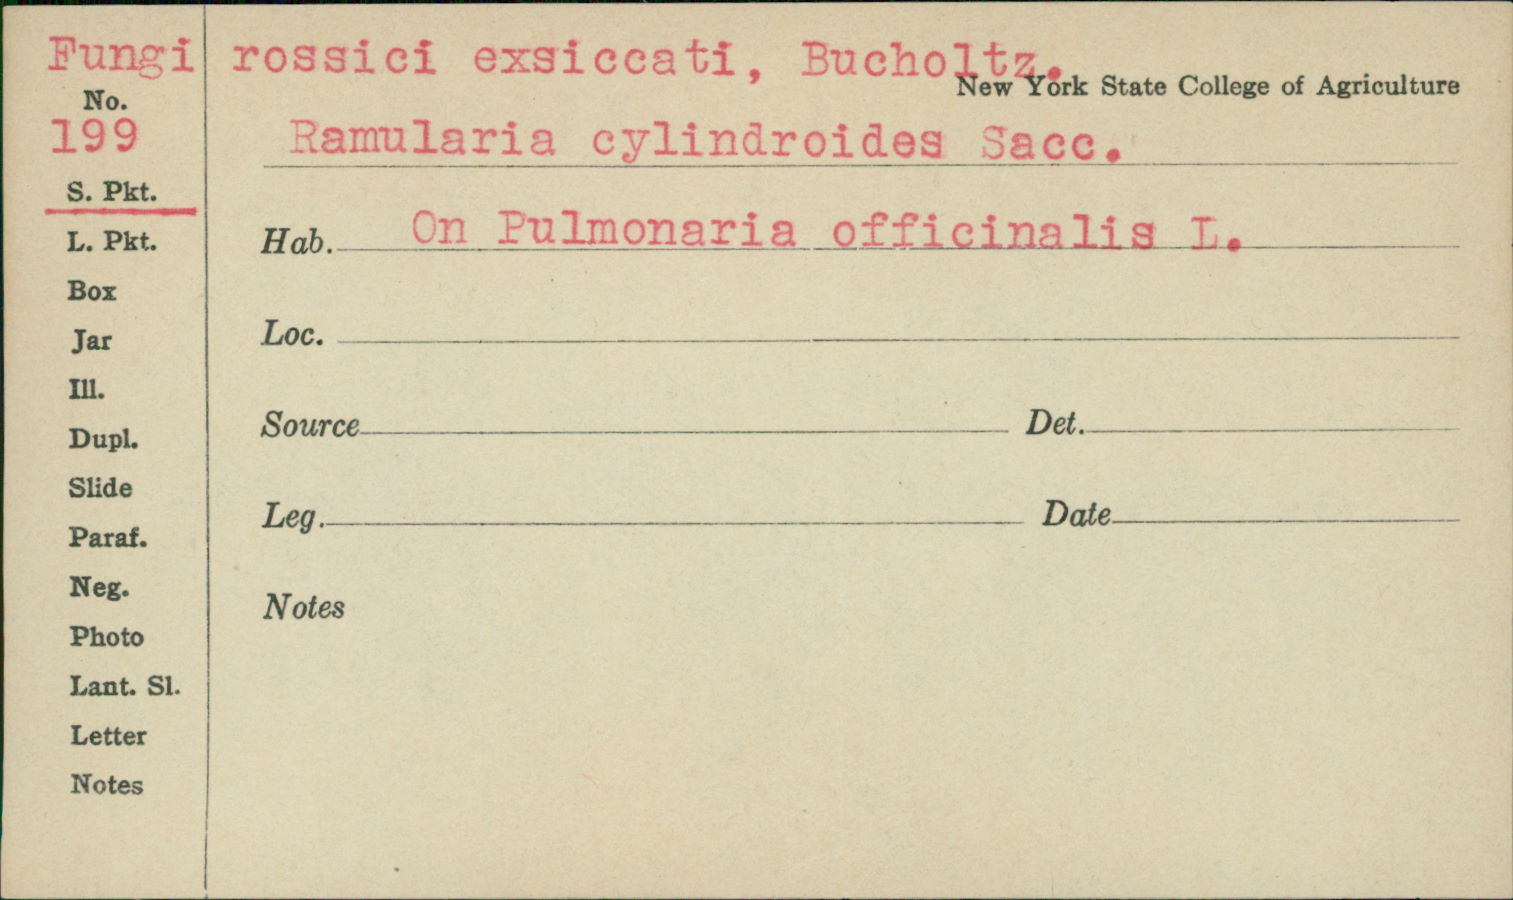 Fungi rossici exsiccati, Bucholtz.
New York State College of Agriculture
No.
199
Ramularia cylindroides Sacc.
S. Pkt.
L. Pkt.
Hab. On Pulmonaria officinalis L.
Box
Jar
Loc.
Ill.
Dupl.
Source Det.
Slide
Paraf.
Leg. Date
Neg.
Notes
Photo
Lant. Sl.
Letter
Notes